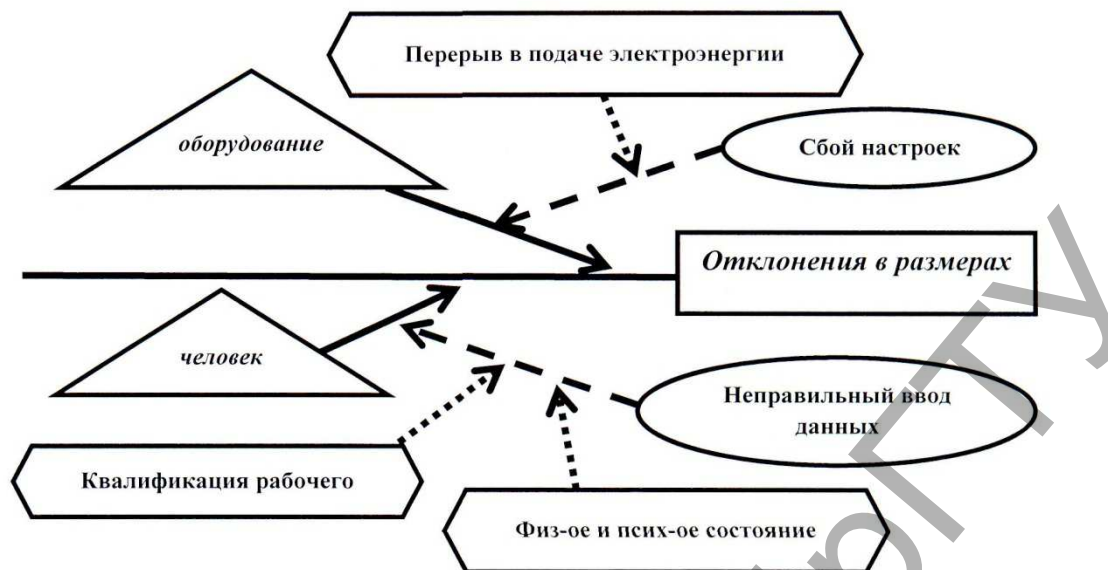 Перерыв в подаче электроэнергии
оборудование
Сбой настроек
Отклонения в размерах
человек
Неправильный ввод
данных
Квалификация рабочего
Физ-ое и псих-ое состояние
рГТУ